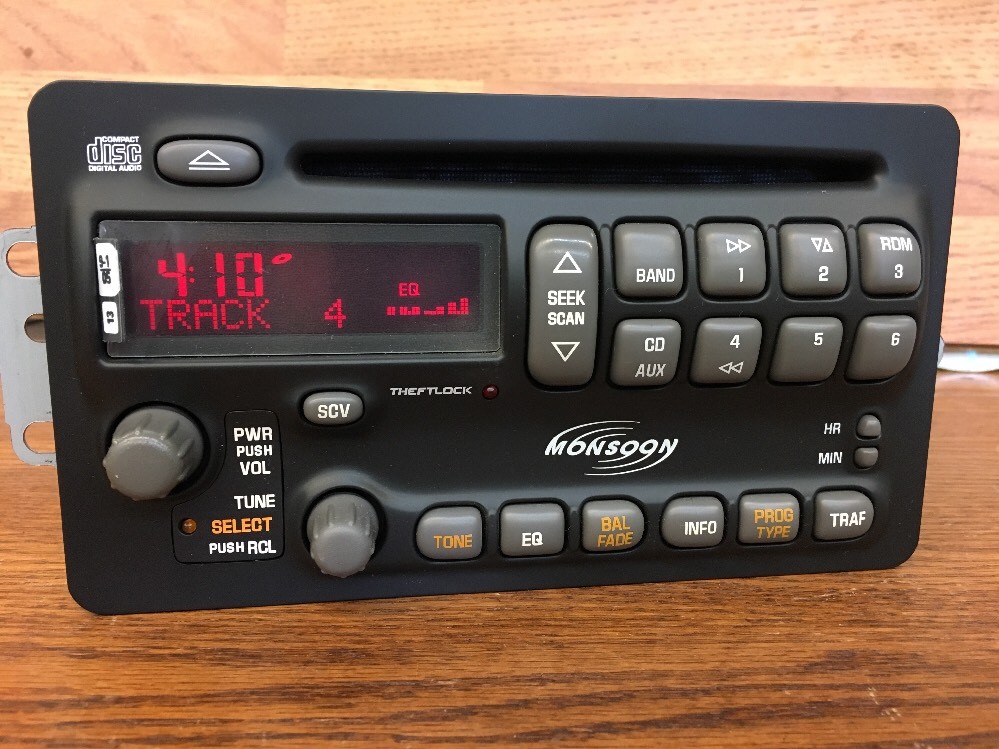 COMPACT
disc
DIGITAL AUDIO
4:10
EQ
TRACK 4
13
SEEK
SCAN
BAND
1
2
RDM
3
CD
AUX
4
5
6
THEFTLOCK
SCV
MONSOON
HR
MIN
PWR
PUSH
VOL
TUNE
SELECT
PUSH RCL
TONE
EQ
BAL
FADE
INFO
PROG
TYPE
TRAF